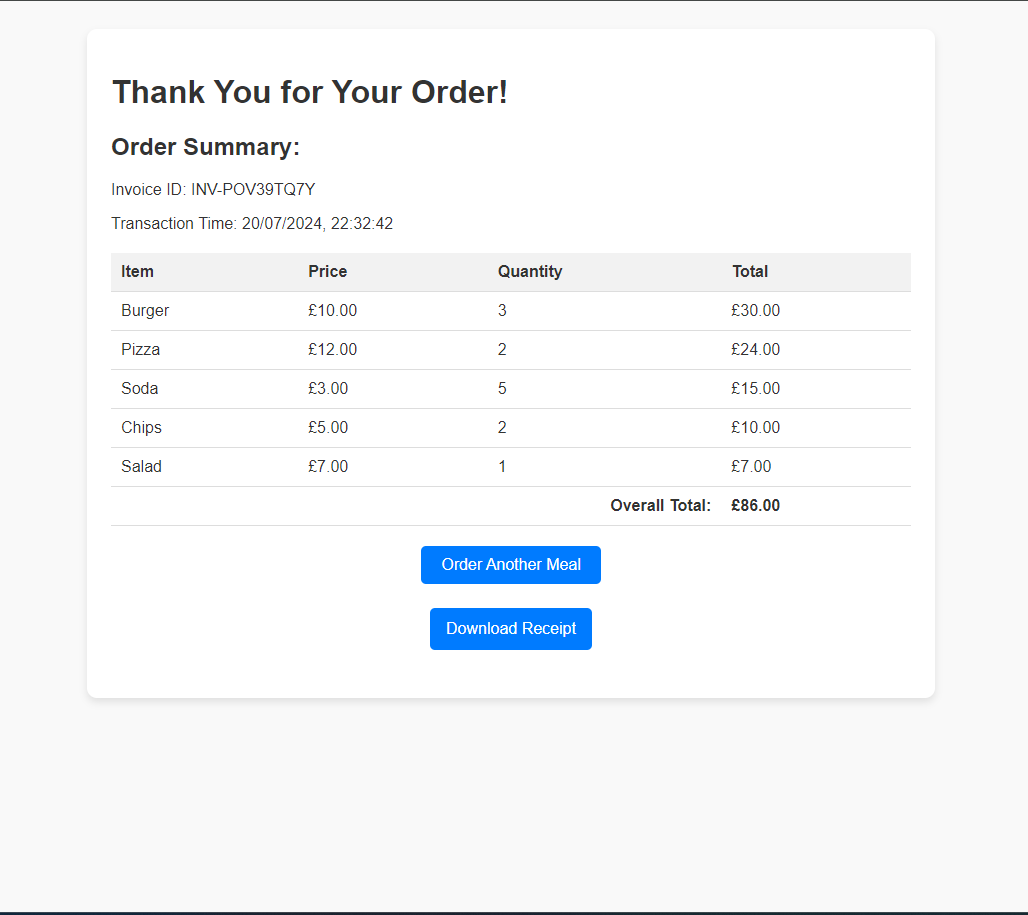 Thank You for Your Order!
Order Summary:
Invoice ID: INV-POV39TQ7Y
Transaction Time: 20/07/2024, 22:32:42
Item Price Quantity Total
Burger £10.00 3 £30.00
Pizza £12.00 2 £24.00
Soda £3.00 5 £15.00
Chips £5.00 2 £10.00
Salad £7.00 1 £7.00
Overall Total: £86.00
Order Another Meal
Download Receipt